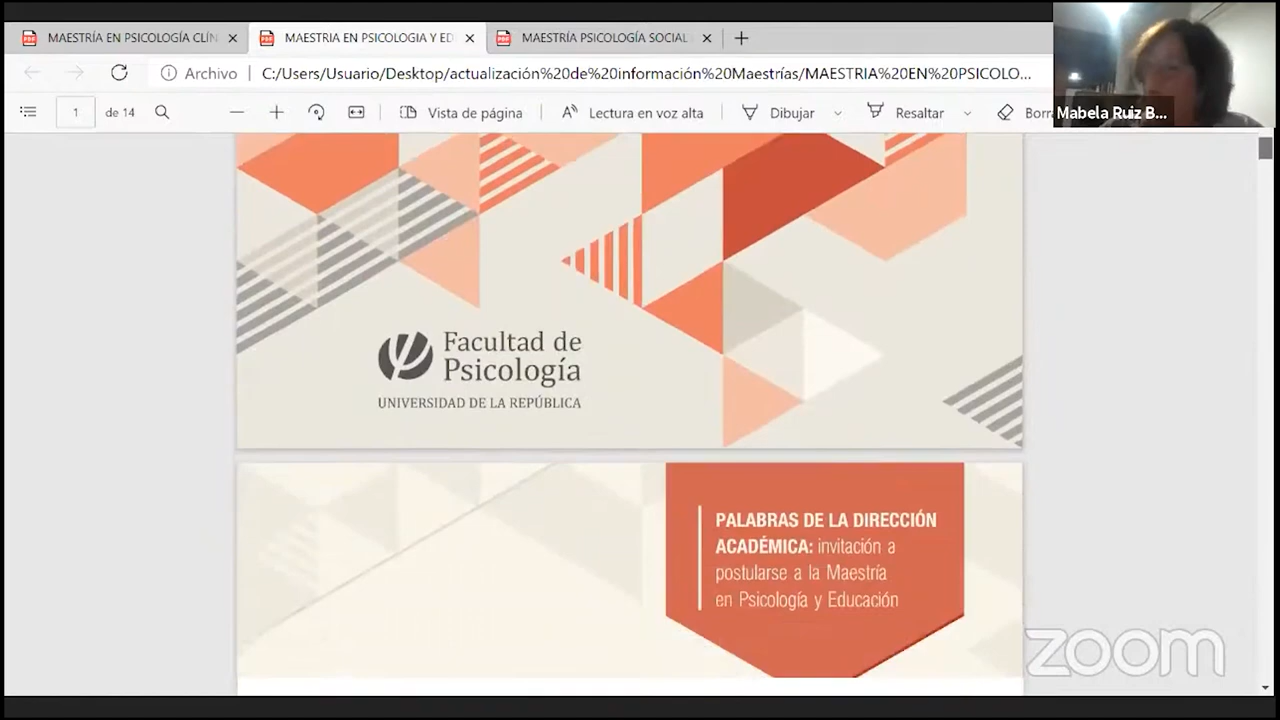 MAESTRÍA EN PSICOLOGÍA CLÍN
MAESTRIA EN PSICOLOGIA Y ED
MAESTRÍA PSICOLOGÍA SOCIAL
Archivo
C:/Users/Usuario/Desktop/actualización%20de%20información%20Maestrías/MAESTRIA%20EN%20PSICOLO...
1 de 14
Vista de página
Lectura en voz alta
Dibujar
Resaltar
Borr
Mabela Ruiz B...
Facultad de
Psicología
UNIVERSIDAD DE LA REPÚBLICA
PALABRAS DE LA DIRECCIÓN
ACADÉMICA: invitación a
postularse a la Maestría
en Psicología y Educación
zoom